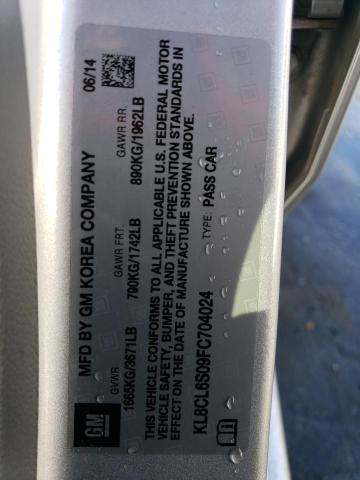 MFD BY GM KOREA COMPANY 06/14
GVWR GAWR FRT. GAWR RR.
1665KG/3671LB 790KG/1742LB 890KG/1962LB
THIS VEHICLE CONFORMS TO ALL APPLICABLE U.S. FEDERAL MOTOR
VEHICLE SAFETY, BUMPER, AND THEFT PREVENTION STANDARDS IN
EFFECT ON THE DATE OF MANUFACTURE SHOWN ABOVE.
KL8CL6S09FC704024 TYPE: PASS CAR
GM